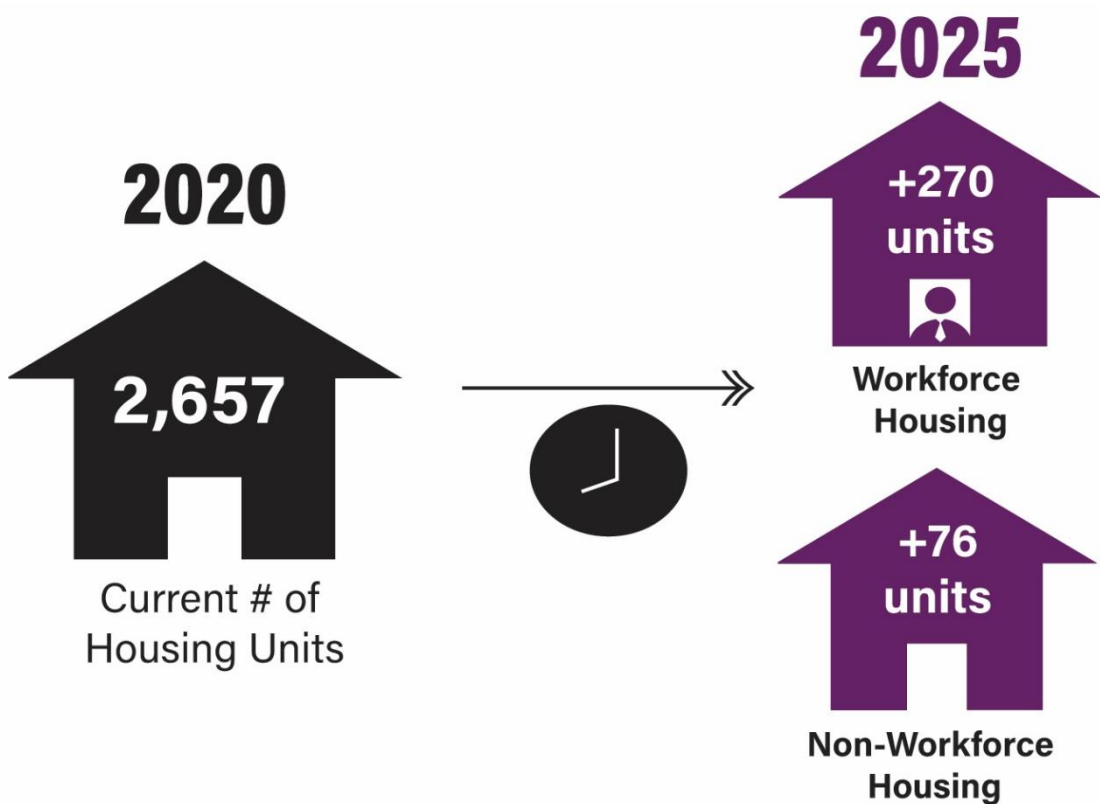 2020
2,657
Current # of
Housing Units
2025
+270
units
Workforce
Housing
+76
units
Non-Workforce
Housing